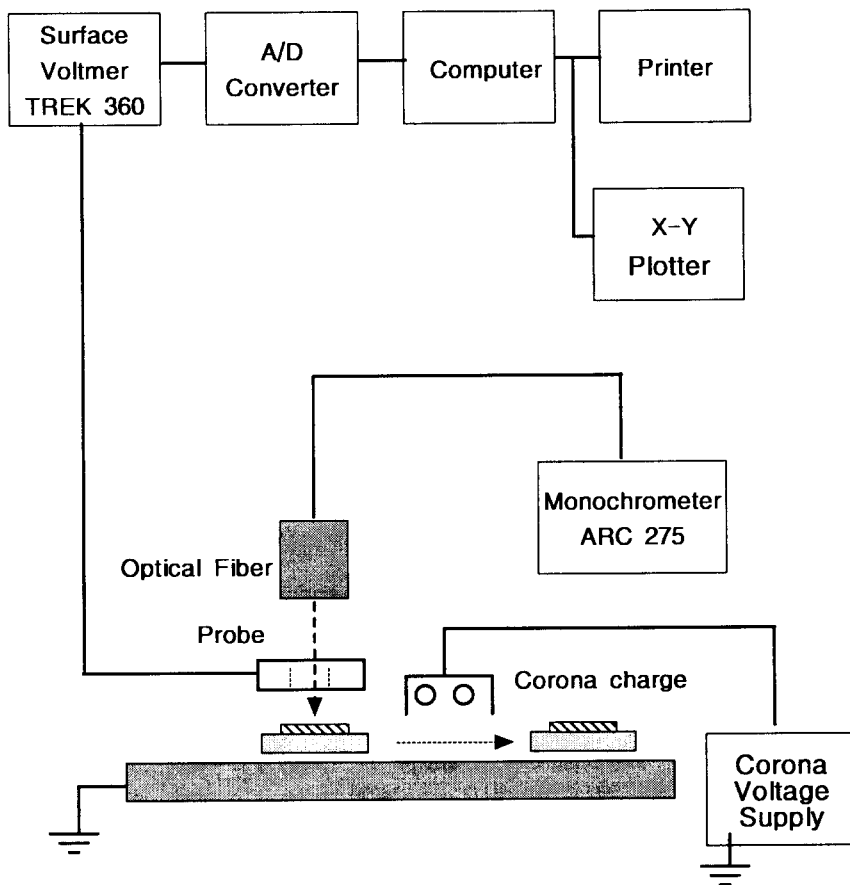 Surface
Voltmer
TREK 360
A/D
Converter
Computer
Printer
X-Y
Plotter
Monochrometer
ARC 275
Optical Fiber
Probe
Corona charge
Corona
Voltage
Supply